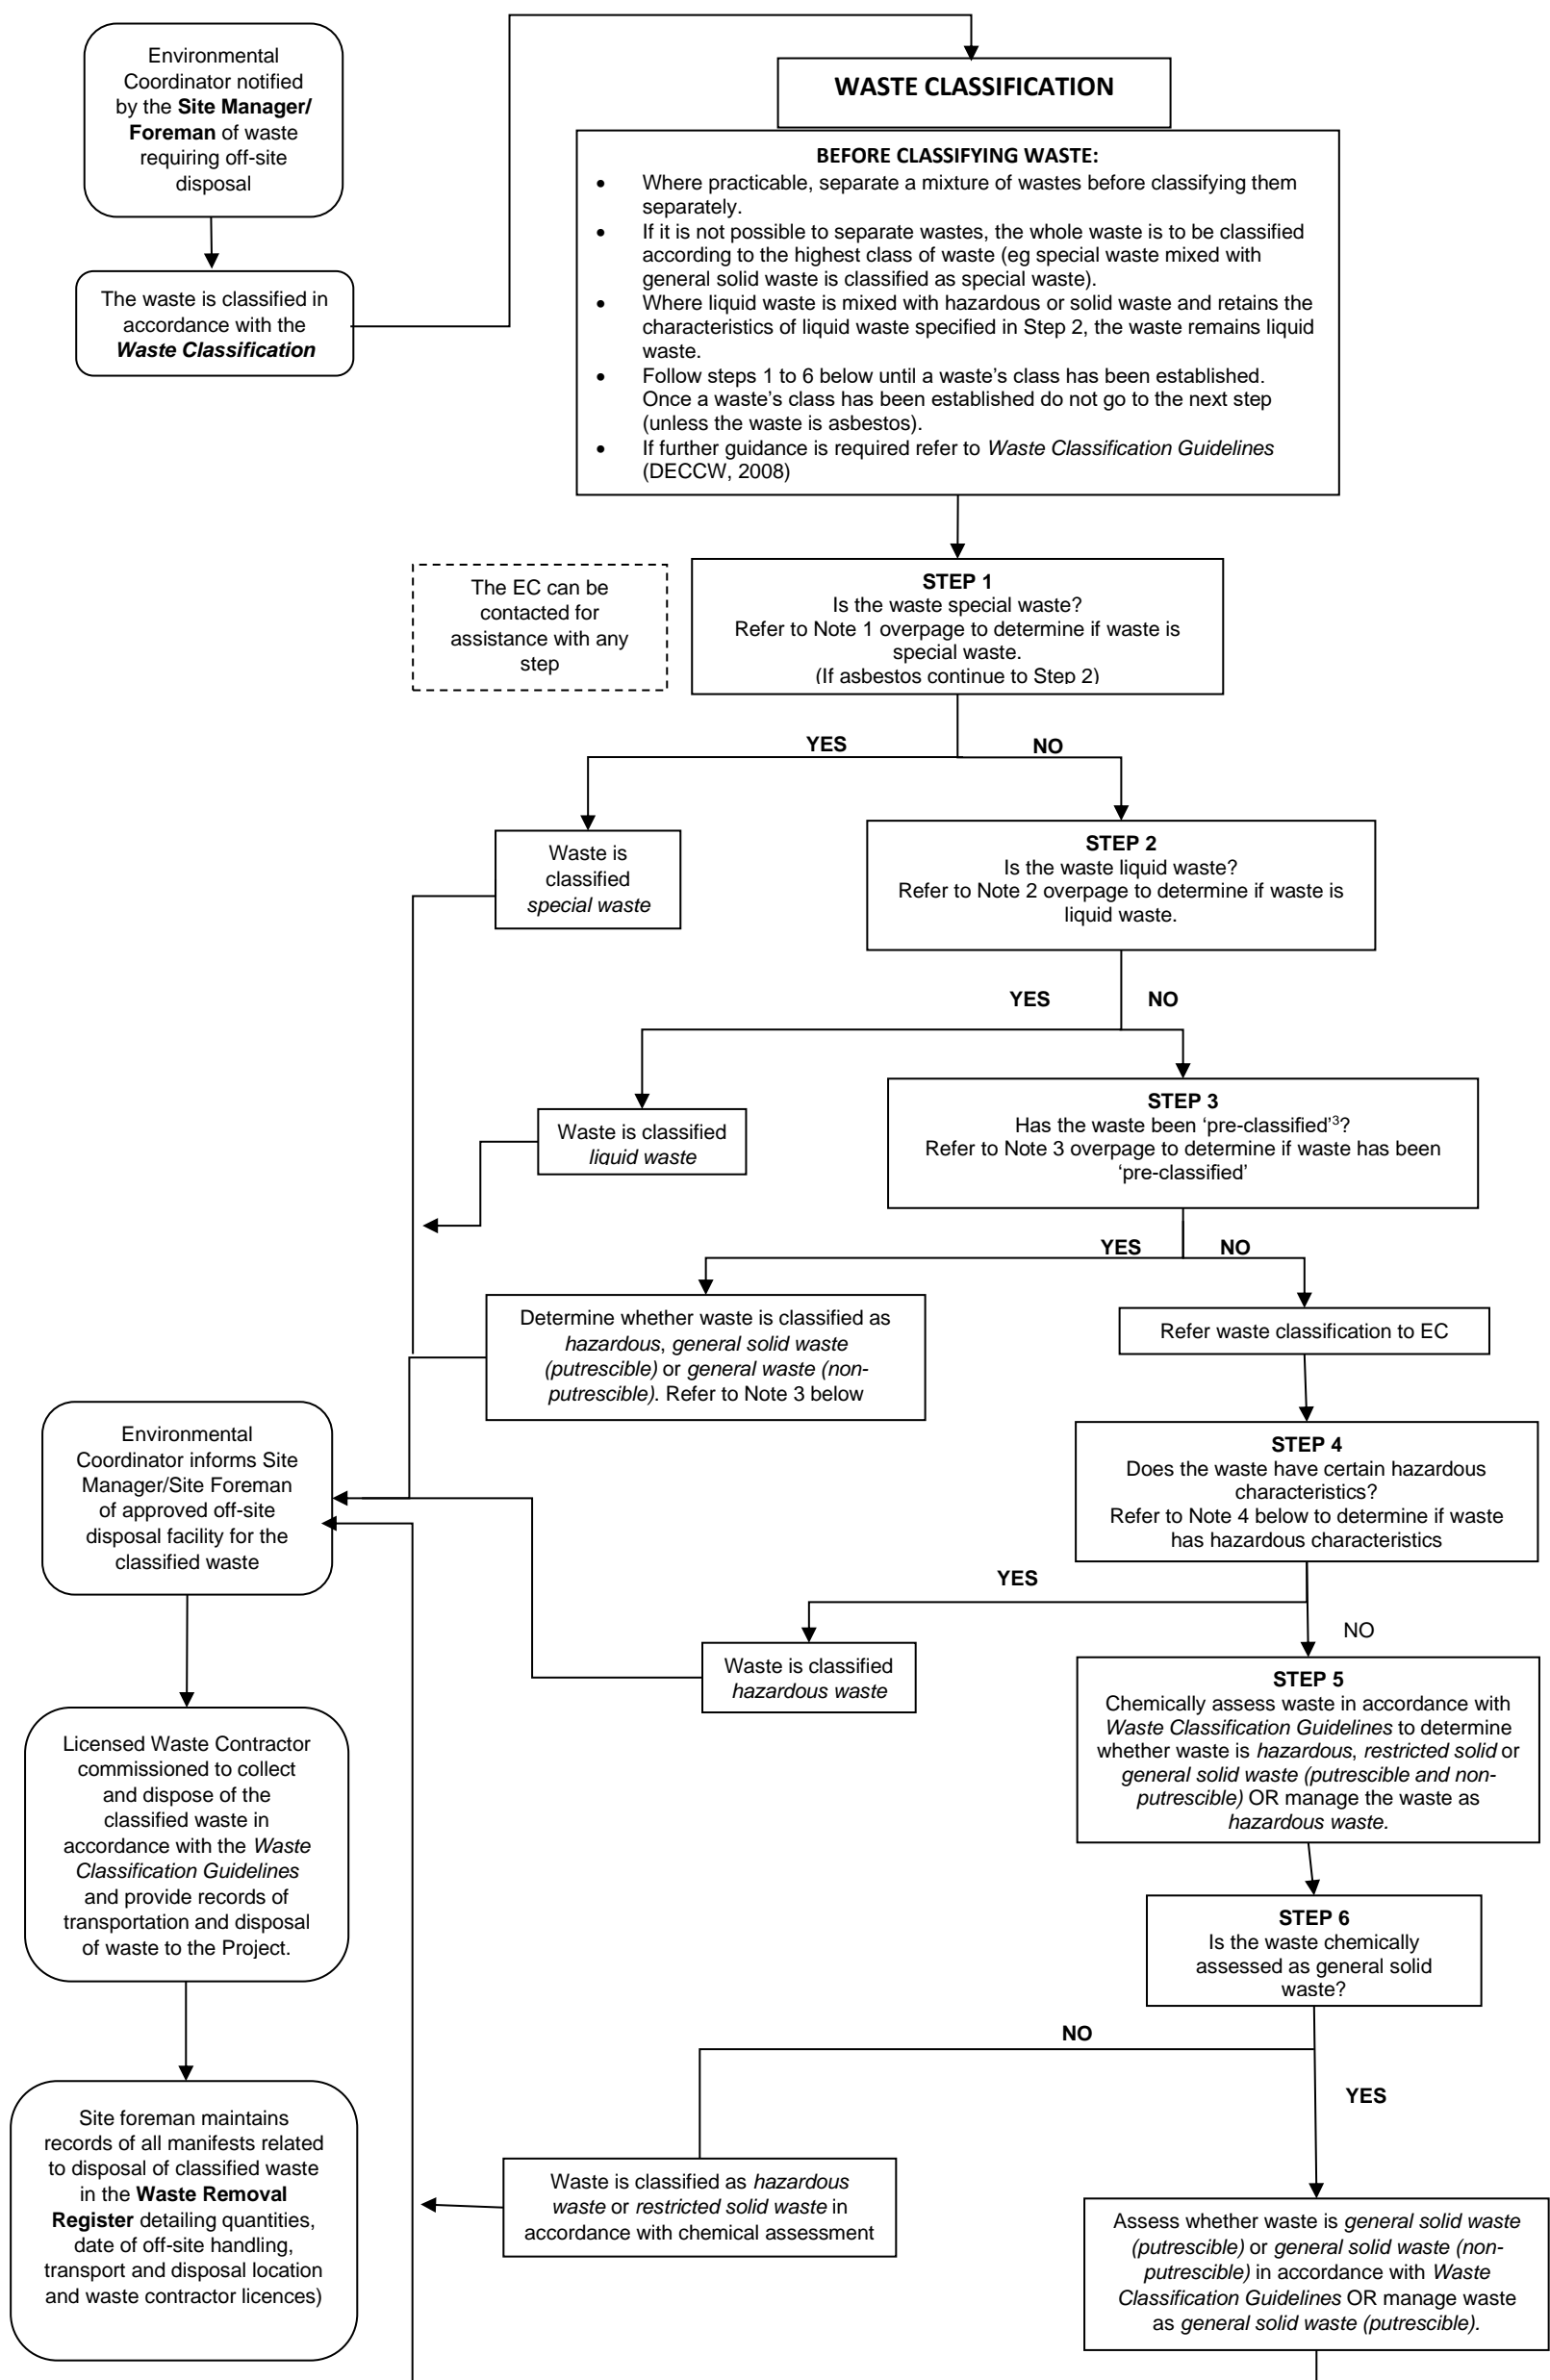 Environmental
Coordinator notified
by the Site Manager/
Foreman of waste
requiring off-site
disposal
The waste is classified in
accordance with the
Waste Classification
WASTE CLASSIFICATION
BEFORE CLASSIFYING WASTE:
• Where practicable, separate a mixture of wastes before classifying them
separately.
• If it is not possible to separate wastes, the whole waste is to be classified
according to the highest class of waste (eg special waste mixed with
general solid waste is classified as special waste).
• Where liquid waste is mixed with hazardous or solid waste and retains the
characteristics of liquid waste specified in Step 2, the waste remains liquid
waste.
• Follow steps 1 to 6 below until a waste’s class has been established.
Once a waste’s class has been established do not go to the next step
(unless the waste is asbestos).
• If further guidance is required refer to Waste Classification Guidelines
(DECCW, 2008)
The EC can be
contacted for
assistance with any
step
STEP 1
Is the waste special waste?
Refer to Note 1 overpage to determine if waste is
special waste.
(If asbestos continue to Step 2)
YES
NO
Waste is
classified
special waste
STEP 2
Is the waste liquid waste?
Refer to Note 2 overpage to determine if waste is
liquid waste.
YES
NO
Waste is classified
liquid waste
STEP 3
Has the waste been ‘pre-classified’³?
Refer to Note 3 overpage to determine if waste has been
‘pre-classified’
YES
NO
Determine whether waste is classified as
hazardous, general solid waste
(putrescible) or general waste (non-
putrescible). Refer to Note 3 below
Refer waste classification to EC
Environmental
Coordinator informs Site
Manager/Site Foreman
of approved off-site
disposal facility for the
classified waste
STEP 4
Does the waste have certain hazardous
characteristics?
Refer to Note 4 below to determine if waste
has hazardous characteristics
YES
NO
Waste is classified
hazardous waste
STEP 5
Chemically assess waste in accordance with
Waste Classification Guidelines to determine
whether waste is hazardous, restricted solid or
general solid waste (putrescible and non-
putrescible) OR manage the waste as
hazardous waste.
Licensed Waste Contractor
commissioned to collect
and dispose of the
classified waste in
accordance with the Waste
Classification Guidelines
and provide records of
transportation and disposal
of waste to the Project.
STEP 6
Is the waste chemically
assessed as general solid
waste?
NO
YES
Site foreman maintains
records of all manifests related
to disposal of classified waste
in the Waste Removal
Register detailing quantities,
date of off-site handling,
transport and disposal location
and waste contractor licences)
Waste is classified as hazardous
waste or restricted solid waste in
accordance with chemical assessment
Assess whether waste is general solid waste
(putrescible) or general solid waste (non-
putrescible) in accordance with Waste
Classification Guidelines OR manage waste
as general solid waste (putrescible).